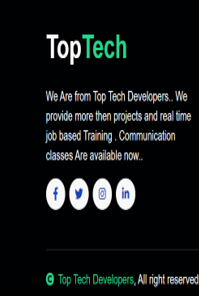 TopTech
We Are from Top Tech Developers.. We
provide more then projects and real time
job based Training . Communication
classes Are available now..
Top Tech Developers, All right reserved